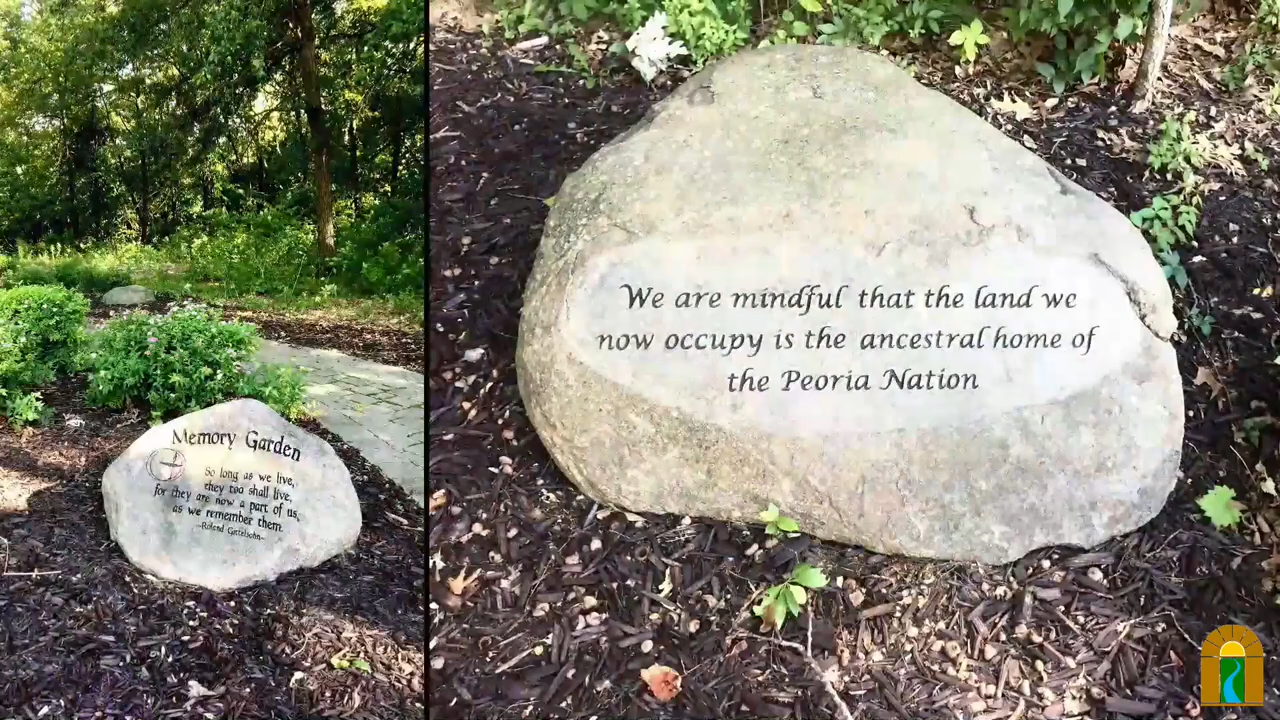 Memory Garden
So long as we live,
they too shall live,
for they are now a part of us,
as we remember them.
~Roland Gittelsohn~
We are mindful that the land we
now occupy is the ancestral home of
the Peoria Nation